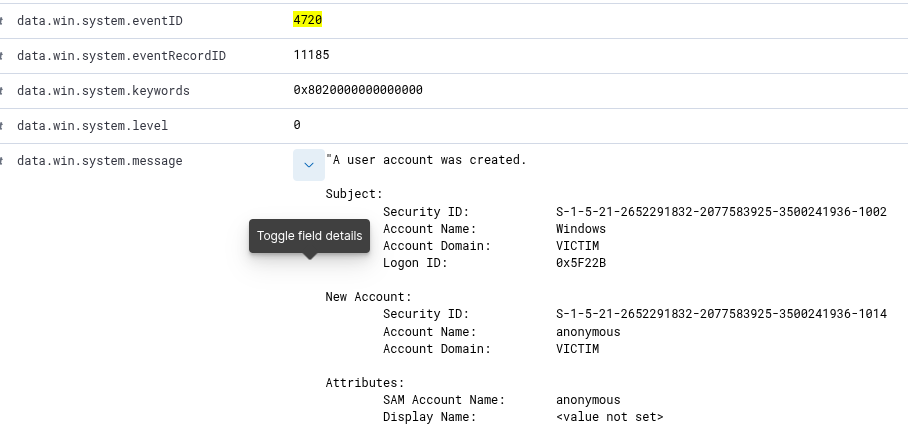 t data.win.system.eventID 4720
t data.win.system.eventRecordID 11185
t data.win.system.keywords 0x8020000000000000
t data.win.system.level 0
t data.win.system.message "A user account was created.
Subject:
Security ID: S-1-5-21-2652291832-2077583925-3500241936-1002
Account Name: Windows
Toggle field details
Account Domain: VICTIM
Logon ID: 0x5F22B
New Account:
Security ID: S-1-5-21-2652291832-2077583925-3500241936-1014
Account Name: anonymous
Account Domain: VICTIM
Attributes:
SAM Account Name: anonymous
Display Name: <value not set>